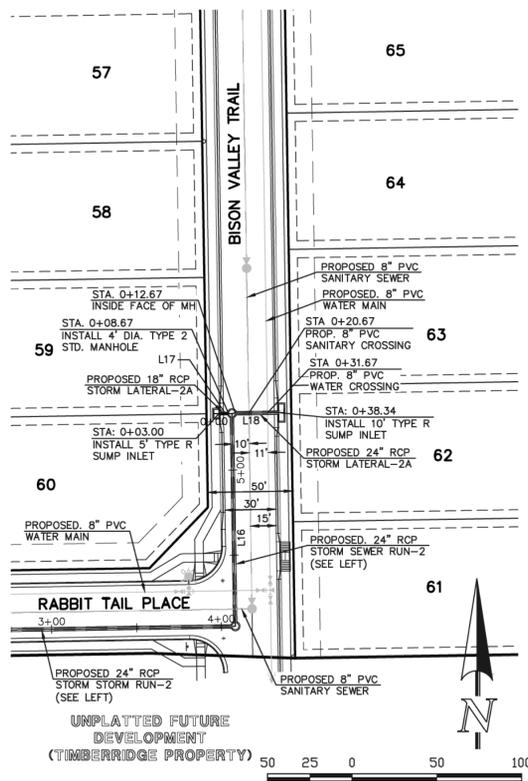 57
65
BISON VALLEY TRAIL
58
64
PROPOSED 8" PVC
SANITARY SEWER
PROPOSED. 8" PVC
WATER MAIN
STA. 0+12.67
INSIDE FACE OF MH
STA. 0+08.67
INSTALL 4' DIA. TYPE 2
STD. MANHOLE
STA 0+20.67
PROP. 8" PVC
SANITARY CROSSING
63
59
L17
STA 0+31.67
PROP. 8" PVC
WATER CROSSING
PROPOSED 18" RCP
STORM LATERAL-2A
STA: 0+03.00
INSTALL 5' TYPE R
SUMP INLET
0+00
L18
STA: 0+38.34
INSTALL 10' TYPE R
SUMP INLET
10'
11'
PROPOSED 24" RCP
STORM LATERAL-2A
62
5+00
60
50'
30'
15'
PROPOSED. 8" PVC
WATER MAIN
L16
PROPOSED. 24" RCP
STORM SEWER RUN-2
(SEE LEFT)
61
RABBIT TAIL PLACE
3+00
4+00
PROPOSED 24" RCP
STORM STORM RUN-2
(SEE LEFT)
PROPOSED 8" PVC
SANITARY SEWER
N
UNPLATTED FUTURE
DEVELOPMENT
(TIMBERRIDGE PROPERTY)
50 25 0 50 100